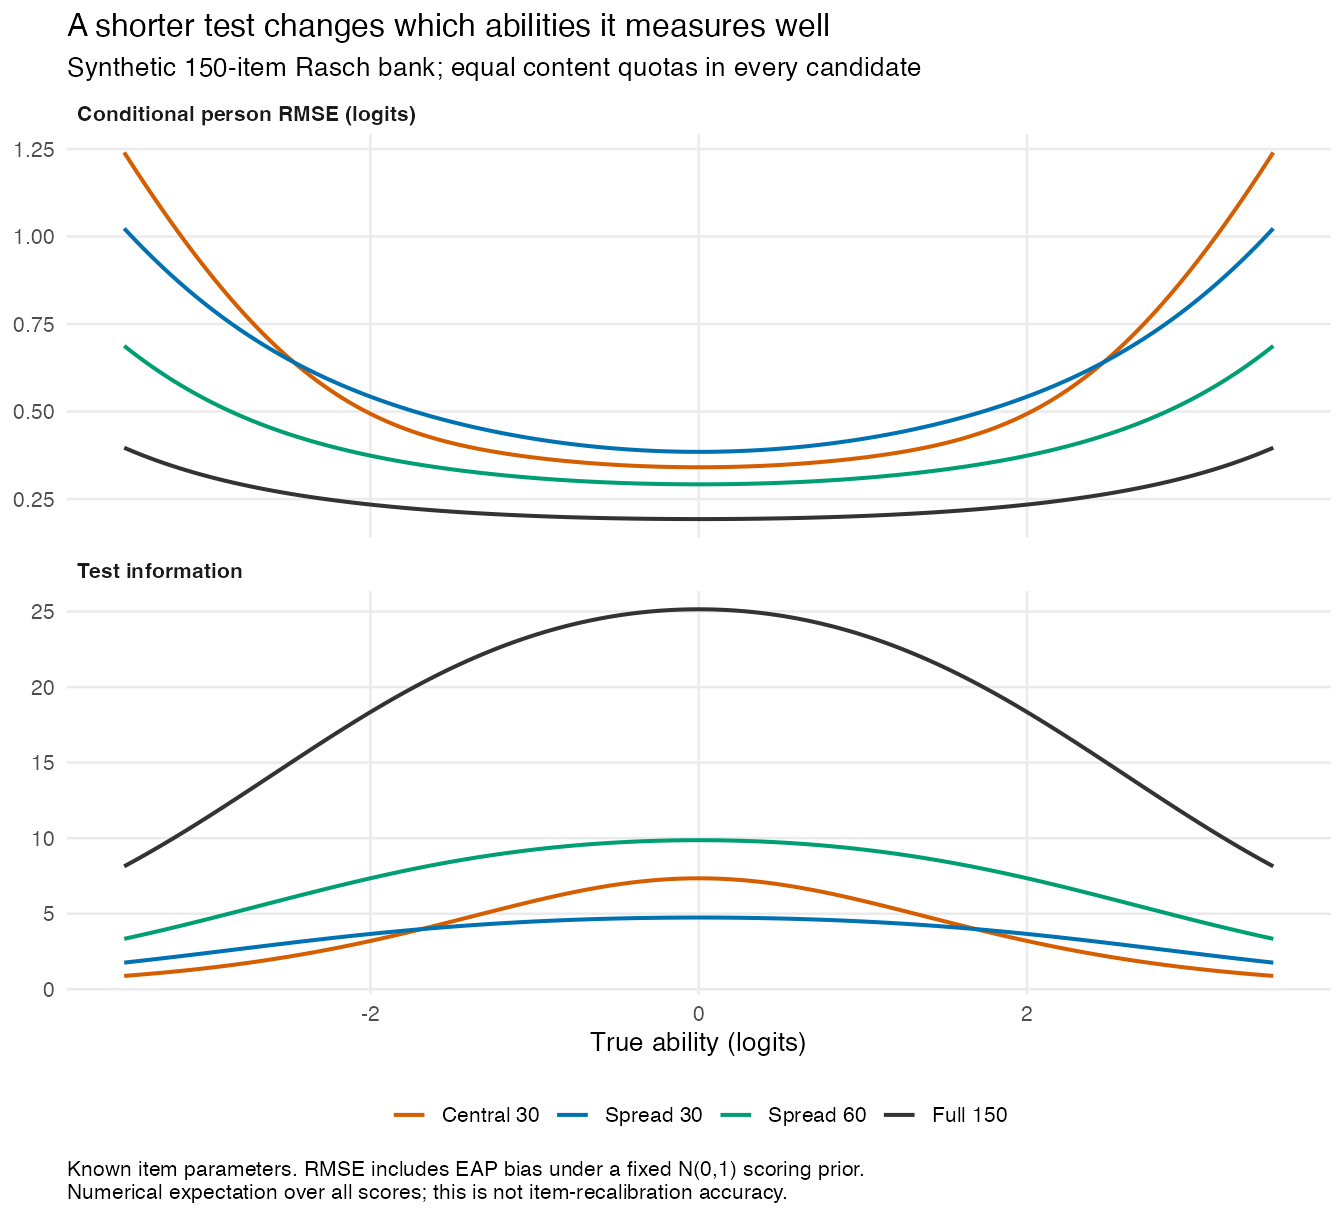 A shorter test changes which abilities it measures well
Synthetic 150-item Rasch bank; equal content quotas in every candidate
Conditional person RMSE (logits)
1.25
1.00
0.75
0.50
0.25
Test information
25
20
15
10
5
0
-2 0 2
True ability (logits)
Central 30 Spread 30 Spread 60 Full 150
Known item parameters. RMSE includes EAP bias under a fixed N(0,1) scoring prior.
Numerical expectation over all scores; this is not item-recalibration accuracy.